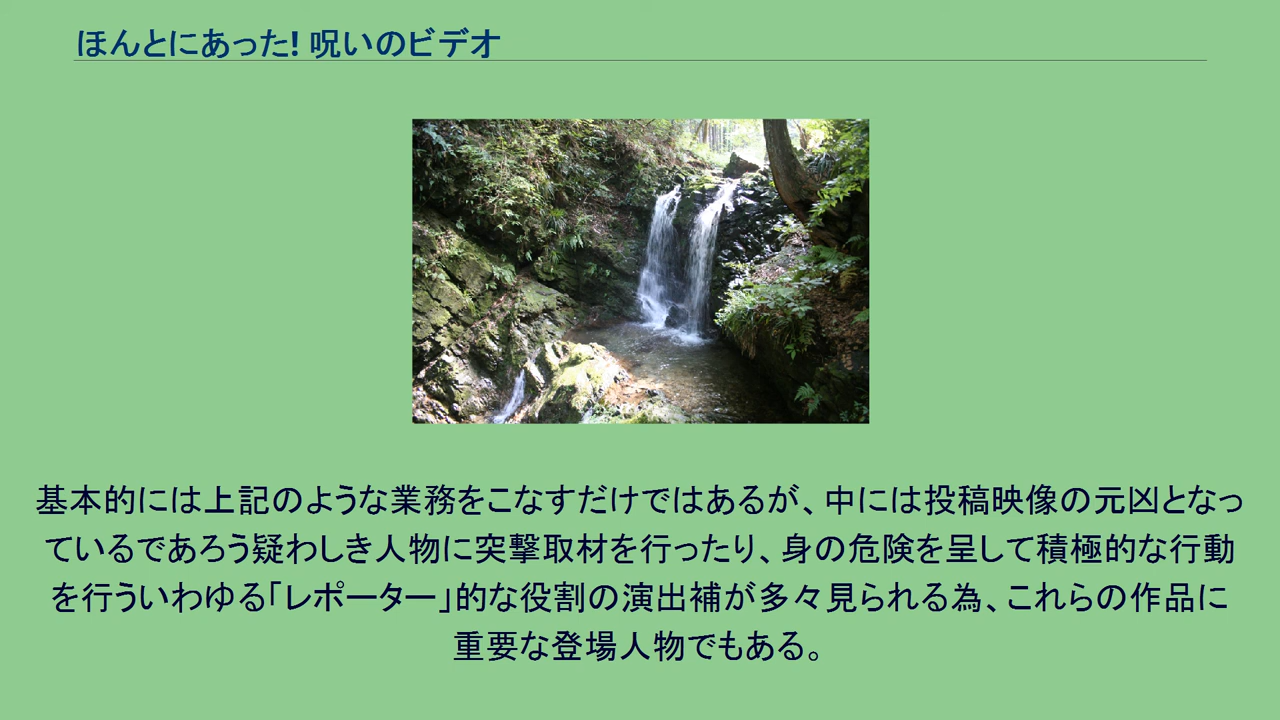 ほんとにあった! 呪いのビデオ
基本的には上記のような業務をこなすだけではあるが、中には投稿映像の元凶となっ
ているであろう疑わしき人物に突撃取材を行ったり、身の危険を呈して積極的な行動
を行ういわゆる「レポーター」的な役割の演出補が多々見られる為、これらの作品に
重要な登場人物でもある。